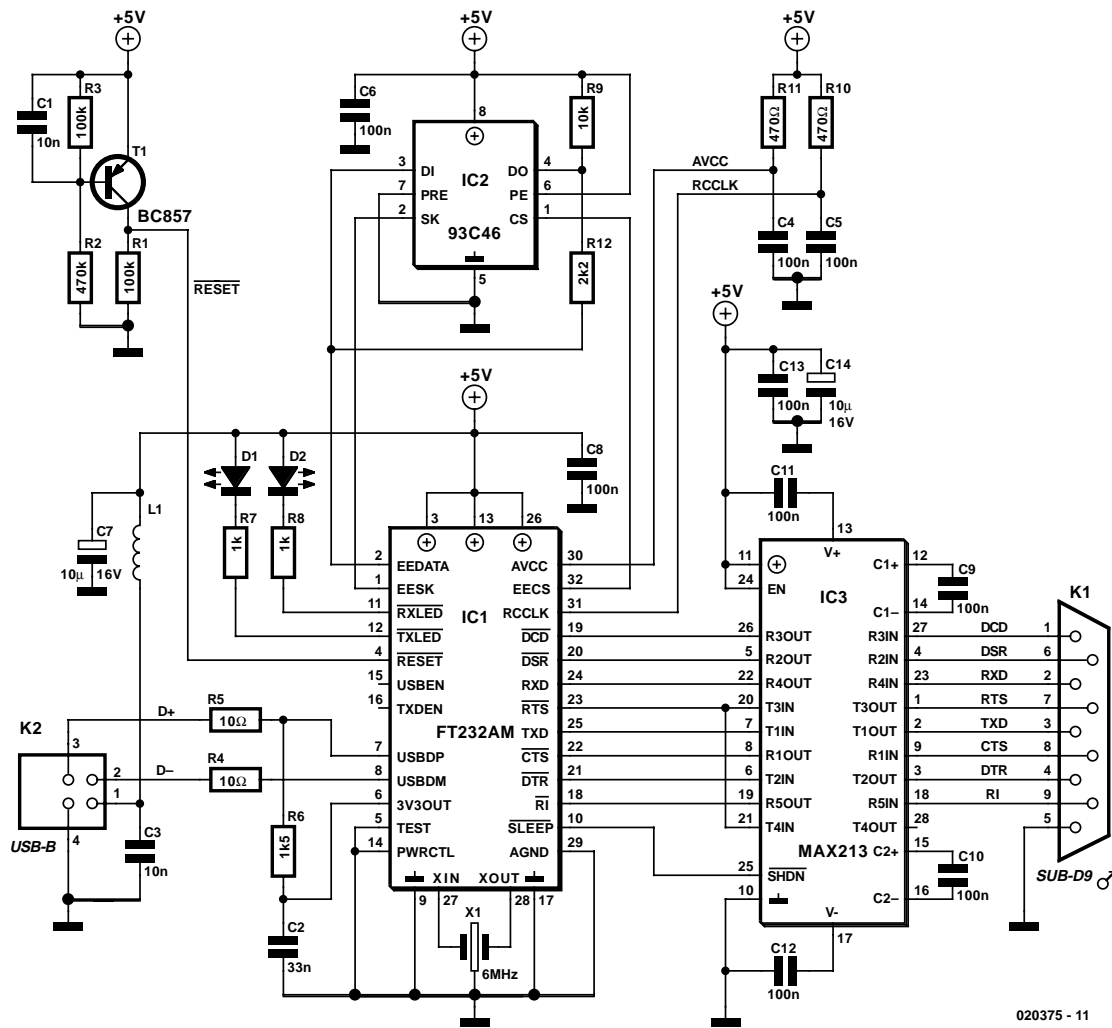 +5V
+5V
+5V
R3
100k
C1
10n
T1
BC857
R2
470k
R1
100k
RESET
C6
100n
8
R9
10k
3
DI
DO
4
7
PRE
IC2
PE
6
2
SK
CS
1
93C46
5
R12
2k2
R11
470Ω
R10
470Ω
AVCC
RCCLK
C4
100n
C5
100n
+5V
C13
100n
C14
10µ
16V
+5V
D1
D2
C8
100n
L1
C7
10µ
16V
R7
1k
R8
1k
C11
100n
3
13
26
2
EEDATA
AVCC
30
1
EESK
EECS
32
11
RXLED
IC1
RCCLK
31
12
TXLED
DCD
19
4
RESET
DSR
20
15
USBEN
RXD
24
16
TXDEN
RTS
23
FT232AM
TXD
25
7
USBDP
CTS
22
8
USBDM
DTR
21
6
3V3OUT
RI
18
5
TEST
SLEEP
10
14
PWRCTL
AGND
29
XIN
XOUT
9
27
28
17
X1
6MHz
K2
3
2
1
4
USB-B
D+
D–
R5
10Ω
R4
10Ω
R6
1k5
C3
10n
C2
33n
13
V+
11
C1+
12
24
EN
C9
100n
IC3
C1–
14
26
R3OUT
R3IN
27
DCD
1
5
R2OUT
R2IN
4
DSR
6
22
R4OUT
R4IN
23
RXD
2
20
T3IN
T3OUT
1
RTS
7
7
T1IN
T1OUT
2
TXD
3
8
R1OUT
R1IN
9
CTS
8
6
T2IN
T2OUT
3
DTR
4
19
R5OUT
R5IN
18
RI
9
21
T4IN
T4OUT
28
5
MAX213
C2+
15
25
SHDN
C10
100n
10
C2–
16
V-
17
C12
100n
K1
SUB-D9
020375 - 11